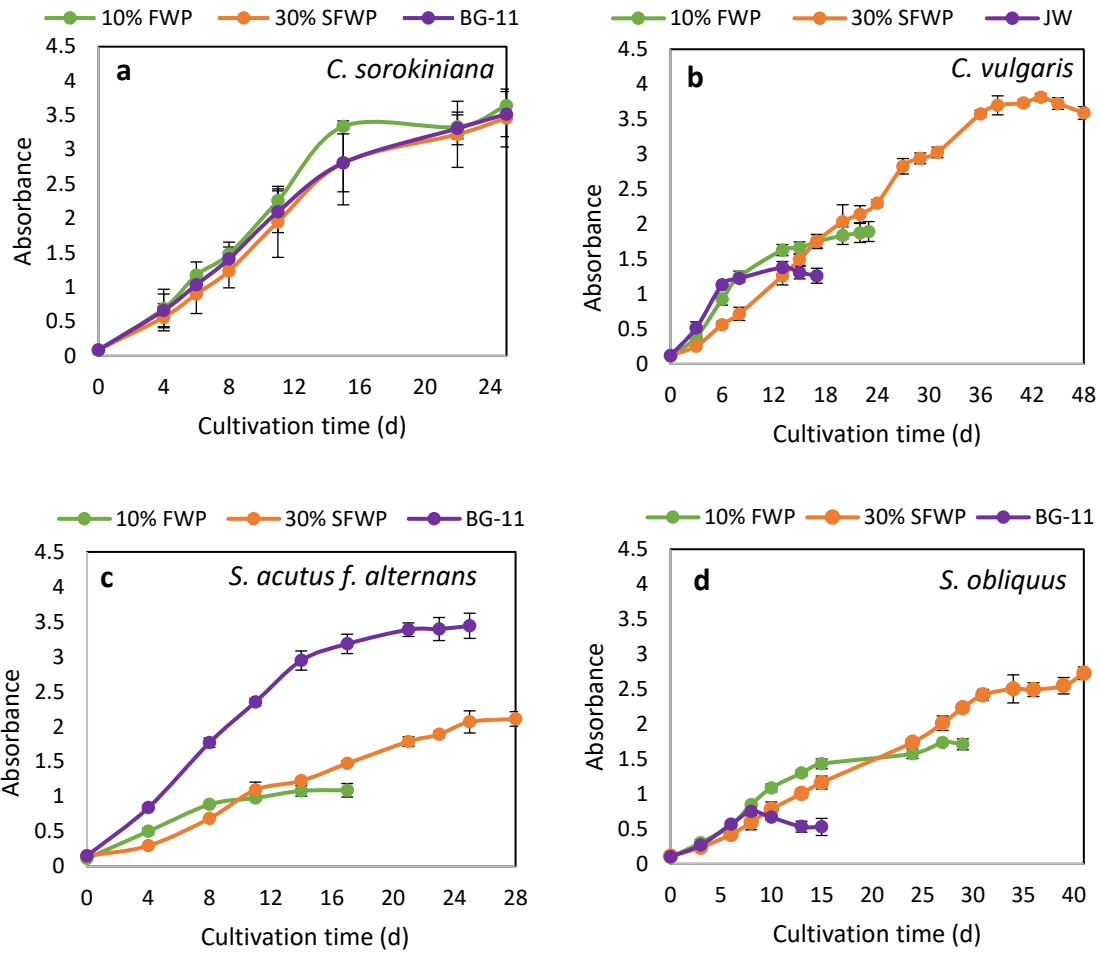 10% FWP 30% SFWP BG-11
a C. sorokiniana
4.5
4
3.5
3
2.5
2
1.5
1
0.5
0
0 4 8 12 16 20 24
Absorbance
Cultivation time (d)
10% FWP 30% SFWP JW
b C. vulgaris
4.5
4
3.5
3
2.5
2
1.5
1
0.5
0
0 6 12 18 24 30 36 42 48
Absorbance
Cultivation time (d)
10% FWP 30% SFWP BG-11
c S. acutus f. alternans
4.5
4
3.5
3
2.5
2
1.5
1
0.5
0
0 4 8 12 16 20 24 28
Absorbance
Cultivation time (d)
10% FWP 30% SFWP BG-11
d S. obliquus
4.5
4
3.5
3
2.5
2
1.5
1
0.5
0
0 5 10 15 20 25 30 35 40
Absorbance
Cultivation time (d)